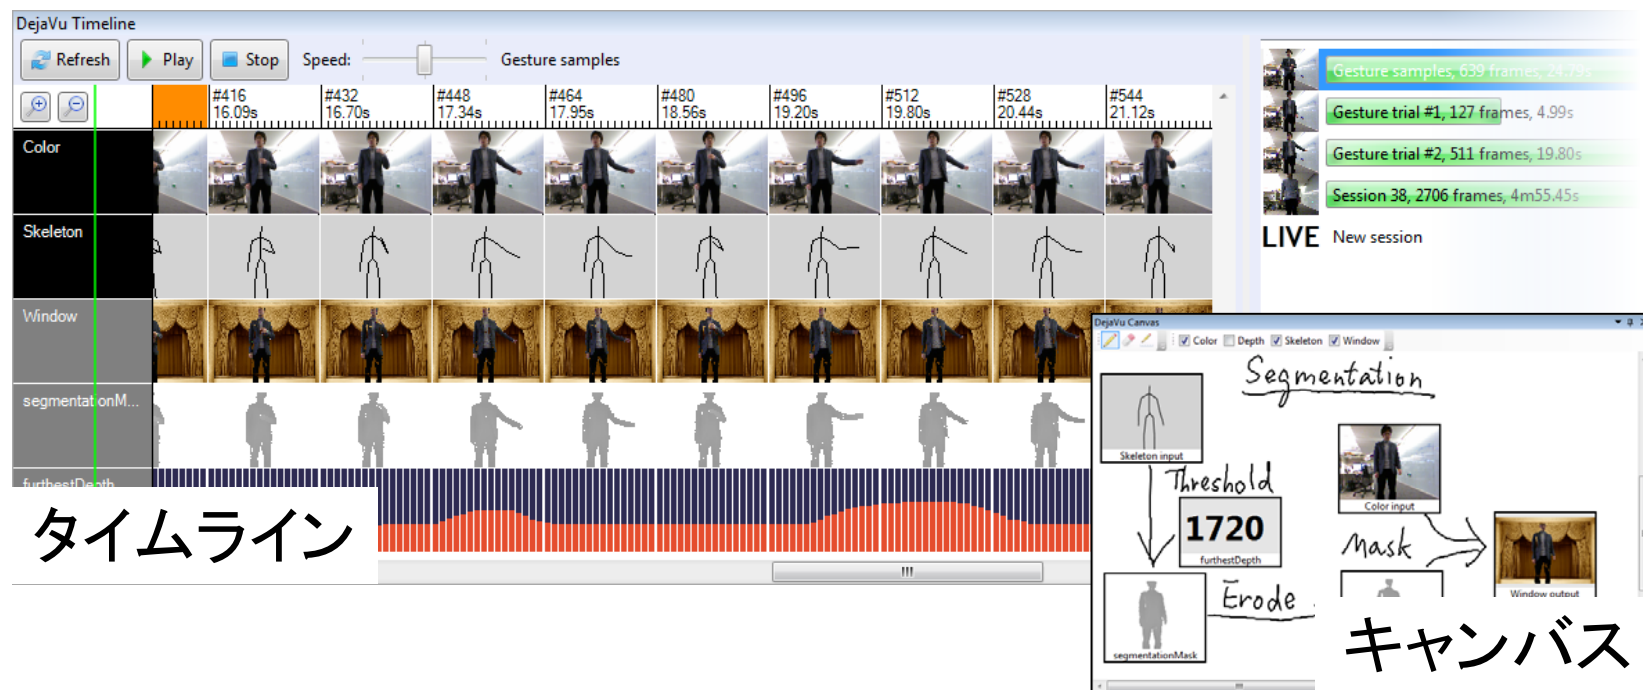 DejaVu Timeline
Refresh Play Stop Speed: Gesture samples
#416 #432 #448 #464 #480 #496 #512 #528 #544
16.09s 16.70s 17.34s 17.95s 18.56s 19.20s 19.80s 20.44s 21.12s
Color
Skeleton
Window
segmentationM...
furthestDepth
タイムライン
Gesture samples, 639 frames, 24.79s
Gesture trial #1, 127 frames, 4.99s
Gesture trial #2, 511 frames, 19.80s
Session 38, 2706 frames, 4m55.45s
LIVE New session
DejaVu Canvas
Color Depth Skeleton Window
Segmentation
Skeleton input
Threshold
1720
furthestDepth
Erode
segmentationMask
Color input
Mask
Window output
キャンバス